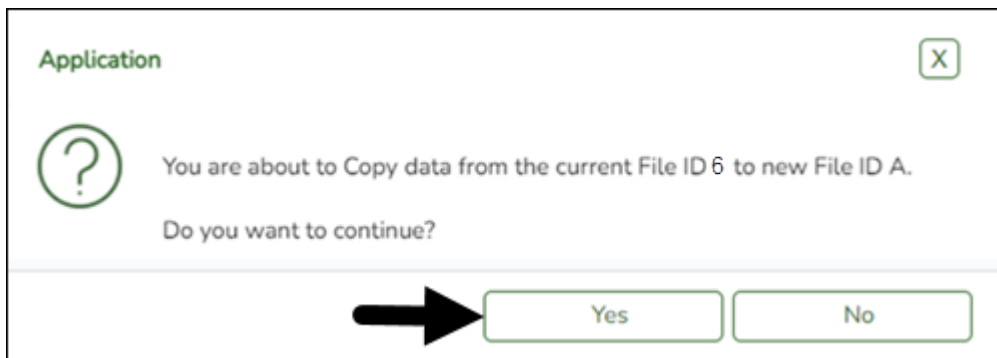 Application
X
?
You are about to Copy data from the current File ID 6 to new File ID A.
Do you want to continue?
Yes
No